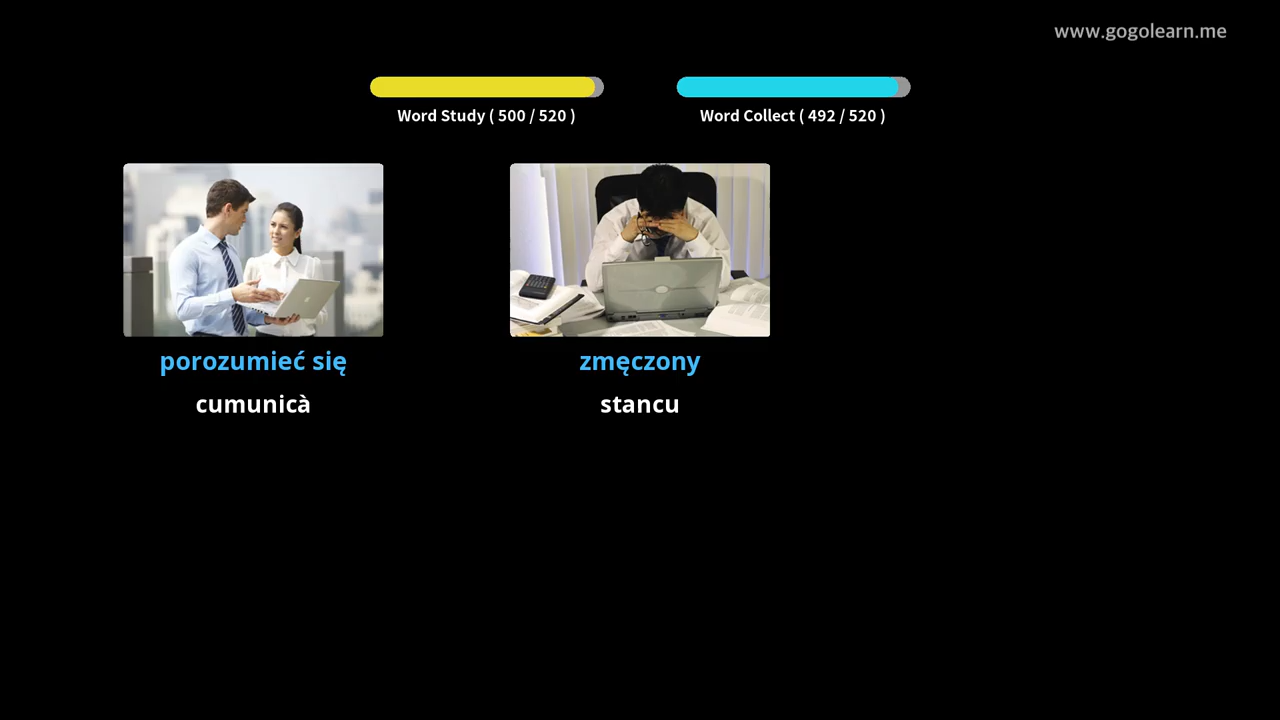 www.gogolearn.me
Word Study ( 500 / 520 )
Word Collect ( 492 / 520 )
porozumieć się
cumunicà
zmęczony
stancu